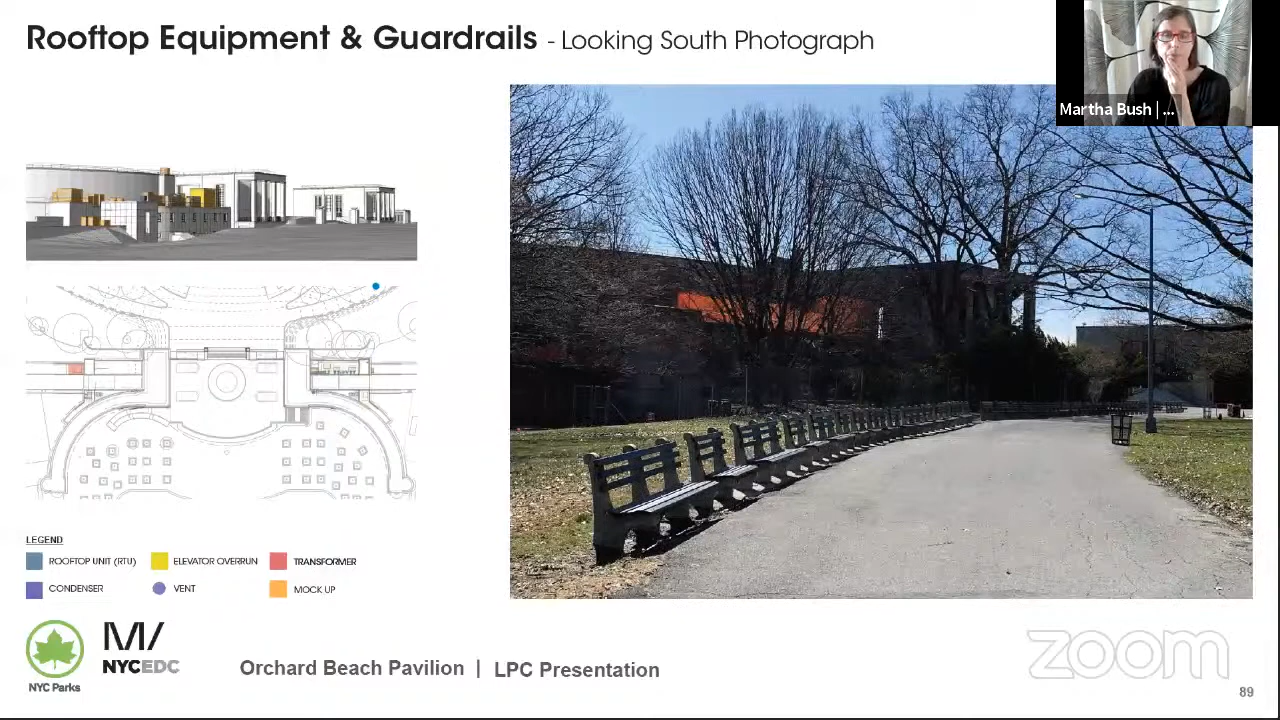 Rooftop Equipment & Guardrails - Looking South Photograph
Martha Bush | ...
LEGEND
ROOFTOP UNIT (RTU)
ELEVATOR OVERRUN
TRANSFORMER
CONDENSER
VENT
MOCK UP
NYC Parks
M/
NYCEDC
Orchard Beach Pavilion | LPC Presentation
zoom
89